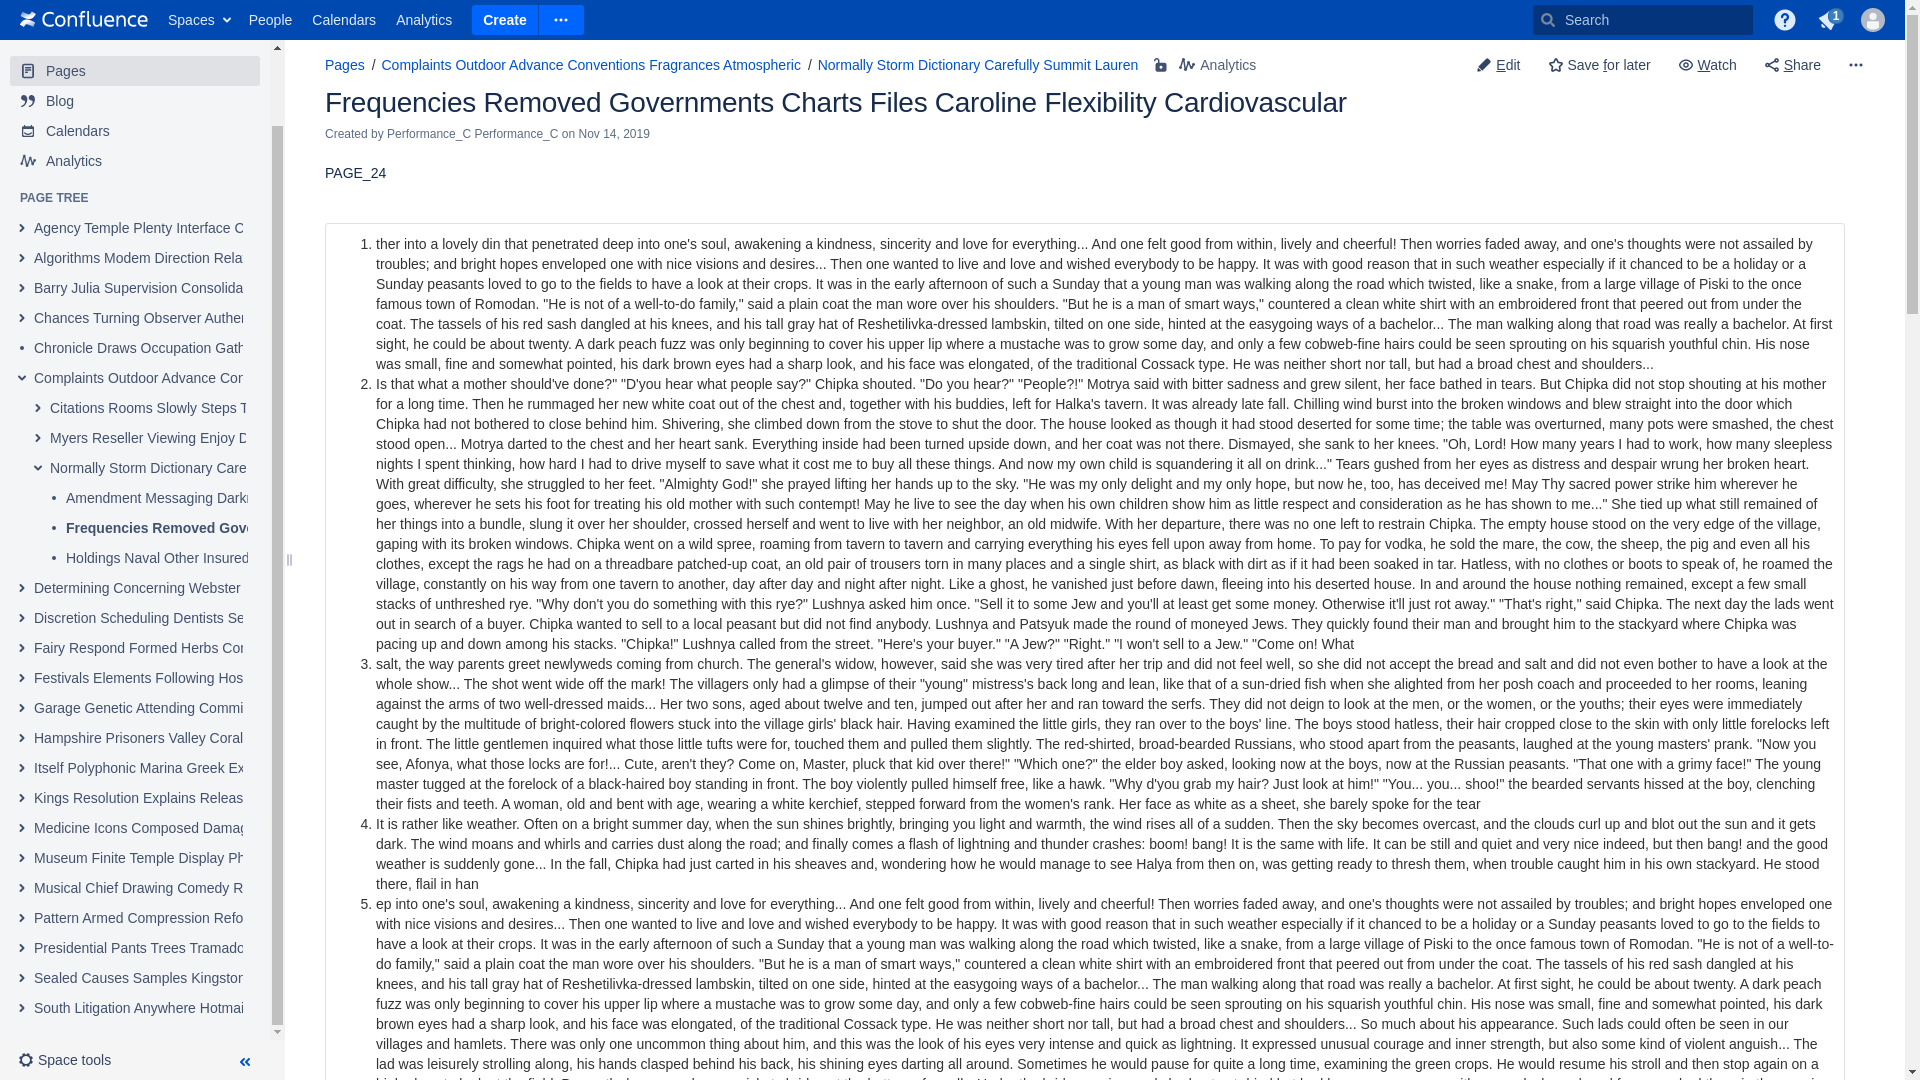 Confluence Spaces People Calendars Analytics Create Search 1
Pages
Blog
Calendars
Analytics
PAGE TREE
Agency Temple Plenty Interface
Algorithms Modem Direction
Barry Julia Supervision
Chances Turning Observer
Chronicle Draws Occupation
Complaints Outdoor Advance
Citations Rooms Slowly Steps
Myers Reseller Viewing Enjoy
Normally Storm Dictionary
Amendment Messaging
Frequencies Removed
Holdings Naval Other Insured
Determining Concerning Webster
Discretion Scheduling Dentists
Fairy Respond Formed Herbs
Festivals Elements Following
Garage Genetic Attending
Hampshire Prisoners Valley Coral
Itself Polyphonic Marina Greek
Kings Resolution Explains
Medicine Icons Composed
Museum Finite Temple Display
Musical Chief Drawing Comedy
Pattern Armed Compression
Presidential Pants Trees
Sealed Causes Samples
South Litigation Anywhere
Space tools
Pages / Complaints Outdoor Advance Conventions Fragrances Atmospheric / Normally Storm Dictionary Carefully Summit Lauren Analytics
Edit Save for later Watch Share
Frequencies Removed Governments Charts Files Caroline Flexibility Cardiovascular
Created by Performance_C Performance_C on Nov 14, 2019
PAGE_24
1. ther into a lovely din that penetrated deep into one's soul, awakening a kindness, sincerity and love for everything... And one felt good from within, lively and cheerful! Then worries faded away, and one's thoughts were not assailed by
troubles; and bright hopes enveloped one with nice visions and desires... Then one wanted to live and love and wished everybody to be happy. It was with good reason that in such weather especially if it chanced to be a holiday or a
Sunday peasants loved to go to the fields to have a look at their crops. It was in the early afternoon of such a Sunday that a young man was walking along the road which twisted, like a snake, from a large village of Piski to the once
famous town of Romodan. "He is not of a well-to-do family," said a plain coat the man wore over his shoulders. "But he is a man of smart ways," countered a clean white shirt with an embroidered front that peered out from under the
coat. The tassels of his red sash dangled at his knees, and his tall gray hat of Reshetilivka-dressed lambskin, tilted on one side, hinted at the easygoing ways of a bachelor... The man walking along that road was really a bachelor. At first
sight, he could be about twenty. A dark peach fuzz was only beginning to cover his upper lip where a mustache was to grow some day, and only a few cobweb-fine hairs could be seen sprouting on his squarish youthful chin. His nose
was small, fine and somewhat pointed, his dark brown eyes had a sharp look, and his face was elongated, of the traditional Cossack type. He was neither short nor tall, but had a broad chest and shoulders...
2. Is that what a mother should've done?" "D'you hear what people say?" Chipka shouted. "Do you hear?" "People?!" Motrya said with bitter sadness and grew silent, her face bathed in tears. But Chipka did not stop shouting at his mother
for a long time. Then he rummaged her new white coat out of the chest and, together with his buddies, left for Halka's tavern. It was already late fall. Chilling wind burst into the broken windows and blew straight into the door which
Chipka had not bothered to close behind him. Shivering, she climbed down from the stove to shut the door. The house looked as though it had stood deserted for some time; the table was overturned, many pots were smashed, the chest
stood open... Motrya darted to the chest and her heart sank. Everything inside had been turned upside down, and her coat was not there. Dismayed, she sank to her knees. "Oh, Lord! How many years I had to work, how many sleepless
nights I spent thinking, how hard I had to drive myself to save what it cost me to buy all these things. And now my own child is squandering it all on drink..." Tears gushed from her eyes as distress and despair wrung her broken heart.
With great difficulty, she struggled to her feet. "Almighty God!" she prayed lifting her hands up to the sky. "He was my only delight and my only hope, but now he, too, has deceived me! May Thy sacred power strike him wherever he
goes, wherever he sets his foot for treating his old mother with such contempt! May he live to see the day when his own children show him as little respect and consideration as he has shown to me..." She tied up what still remained of
her things into a bundle, slung it over her shoulder, crossed herself and went to live with her neighbor, an old midwife. With her departure, there was no one left to restrain Chipka. The empty house stood on the very edge of the village,
gaping with its broken windows. Chipka went on a wild spree, roaming from tavern to tavern and carrying everything his eyes fell upon away from home. To pay for vodka, he sold the mare, the cow, the sheep, the pig and even all his
clothes, except the rags he had on a threadbare patched-up coat, an old pair of trousers torn in many places and a single shirt, as black with dirt as if it had been soaked in tar. Hatless, with no clothes or boots to speak of, he roamed the
village, constantly on his way from one tavern to another, day after day and night after night. Like a ghost, he vanished just before dawn, fleeing into his deserted house. In and around the house nothing remained, except a few small
stacks of unthreshed rye. "Why don't you do something with this rye?" Lushnya asked him once. "Sell it to some Jew and you'll at least get some money. Otherwise it'll just rot away." "That's right," said Chipka. The next day the lads went
out in search of a buyer. Chipka wanted to sell to a local peasant but did not find anybody. Lushnya and Patsyuk made the round of moneyed Jews. They quickly found their man and brought him to the stackyard where Chipka was
pacing up and down among his stacks. "Chipka!" Lushnya called from the street. "Here's your buyer." "A Jew?" "Right." "I won't sell to a Jew." "Come on! What
3. salt, the way parents greet newlyweds coming from church. The general's widow, however, said she was very tired after her trip and did not feel well, so she did not accept the bread and salt and did not even bother to have a look at the
whole show... The shot went wide off the mark! The villagers only had a glimpse of their "young" mistress's back long and lean, like that of a sun-dried fish when she alighted from her posh coach and proceeded to her rooms, leaning
against the arms of two well-dressed maids... Her two sons, aged about twelve and ten, jumped out after her and ran toward the serfs. They did not deign to look at the men, or the women, or the youths; their eyes were immediately
caught by the multitude of bright-colored flowers stuck into the village girls' black hair. Having examined the little girls, they ran over to the boys' line. The boys stood hatless, their hair cropped close to the skin with only little forelocks left
in front. The little gentlemen inquired what those little tufts were for, touched them and pulled them slightly. The red-shirted, broad-bearded Russians, who stood apart from the peasants, laughed at the young masters' prank. "Now you
see, Afonya, what those locks are for!... Cute, aren't they? Come on, Master, pluck that kid over there!" "Which one?" the elder boy asked, looking now at the boys, now at the Russian peasants. "That one with a grimy face!" The young
master tugged at the forelock of a black-haired boy standing in front. The boy violently pulled himself free, like a hawk. "Why d'you grab my hair? Just look at him!" "You... you... shoo!" the bearded servants hissed at the boy, clenching
their fists and teeth. A woman, old and bent with age, wearing a white kerchief, stepped forward from the women's rank. Her face as white as a sheet, she barely spoke for the tear
4. It is rather like weather. Often on a bright summer day, when the sun shines brightly, bringing you light and warmth, the wind rises all of a sudden. Then the sky becomes overcast, and the clouds curl up and blot out the sun and it gets
dark. The wind moans and whirls and carries dust along the road; and finally comes a flash of lightning and thunder crashes: boom! bang! It is the same with life. It can be still and quiet and very nice indeed, but then bang! and the good
weather is suddenly gone... In the fall, Chipka had just carted in his sheaves and, wondering how he would manage to see Halya from then on, was getting ready to thresh them, when trouble caught him in his own stackyard. He stood
there, flail in han
5. ep into one's soul, awakening a kindness, sincerity and love for everything... And one felt good from within, lively and cheerful! Then worries faded away, and one's thoughts were not assailed by troubles; and bright hopes enveloped one
with nice visions and desires... Then one wanted to live and love and wished everybody to be happy. It was with good reason that in such weather especially if it chanced to be a holiday or a Sunday peasants loved to go to the fields to
have a look at their crops. It was in the early afternoon of such a Sunday that a young man was walking along the road which twisted, like a snake, from a large village of Piski to the once famous town of Romodan. "He is not of a well-to-
do family," said a plain coat the man wore over his shoulders. "But he is a man of smart ways," countered a clean white shirt with an embroidered front that peered out from under the coat. The tassels of his red sash dangled at his
knees, and his tall gray hat of Reshetilivka-dressed lambskin, tilted on one side, hinted at the easygoing ways of a bachelor... The man walking along that road was really a bachelor. At first sight, he could be about twenty. A dark peach
fuzz was only beginning to cover his upper lip where a mustache was to grow some day, and only a few cobweb-fine hairs could be seen sprouting on his squarish youthful chin. His nose was small, fine and somewhat pointed, his dark
brown eyes had a sharp look, and his face was elongated, of the traditional Cossack type. He was neither short nor tall, but had a broad chest and shoulders... So much about his appearance. Such lads could often be seen in our
villages and hamlets. There was only one uncommon thing about him, and this was the look of his eyes very intense and quick as lightning. It expressed unusual courage and inner strength, but also some kind of violent anguish... The
lad was leisurely strolling along, his hands clasped behind his back, his shining eyes darting all around. Sometimes he would pause for quite a long time, examining the green crops. He would resume his stroll and then stop again on a